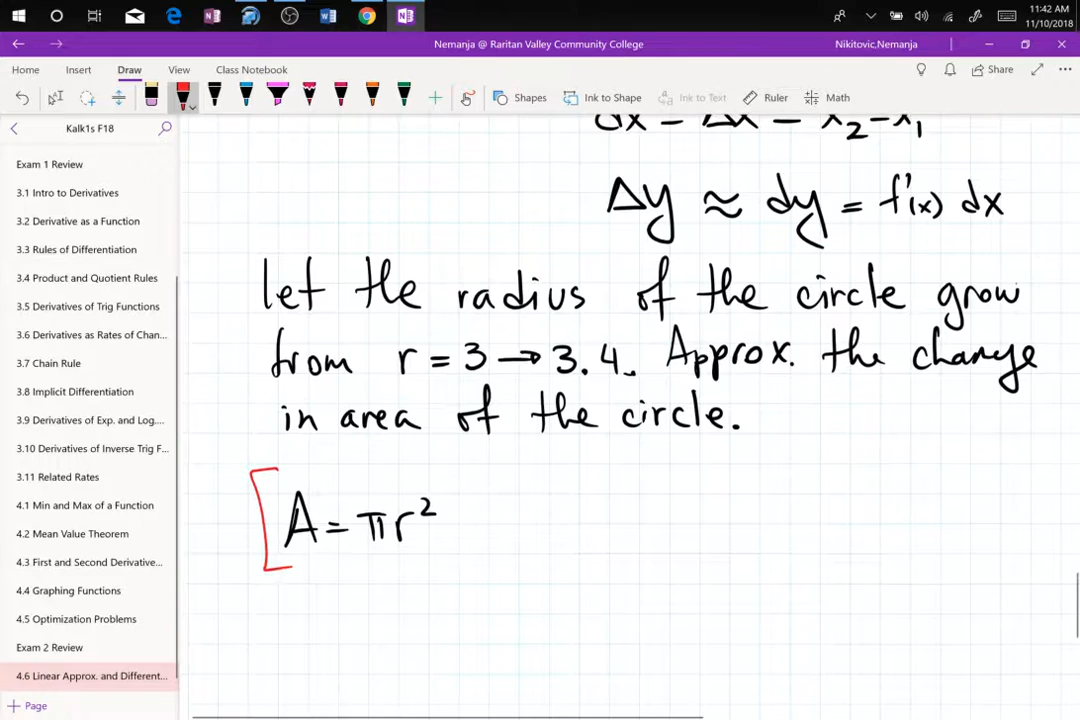 11:42 AM
11/10/2018
Nemanja @ Raritan Valley Community College
Nikitovic,Nemanja
Home Insert Draw View Class Notebook
Share
Shapes Ink to Shape Ink to Text Ruler Math
Kalk1s F18
Exam 1 Review
3.1 Intro to Derivatives
3.2 Derivative as a Function
3.3 Rules of Differentiation
3.4 Product and Quotient Rules
3.5 Derivatives of Trig Functions
3.6 Derivatives as Rates of Chan...
3.7 Chain Rule
3.8 Implicit Differentiation
3.9 Derivatives of Exp. and Log....
3.10 Derivatives of Inverse Trig F...
3.11 Related Rates
4.1 Min and Max of a Function
4.2 Mean Value Theorem
4.3 First and Second Derivative...
4.4 Graphing Functions
4.5 Optimization Problems
Exam 2 Review
4.6 Linear Approx. and Different...
Page
dx = Δx = x₂-x₁
Δy ≈ dy = f'(x) dx
let the radius of the circle grow
from r = 3 → 3.4. Approx. the change
in area of the circle.
A = πr²